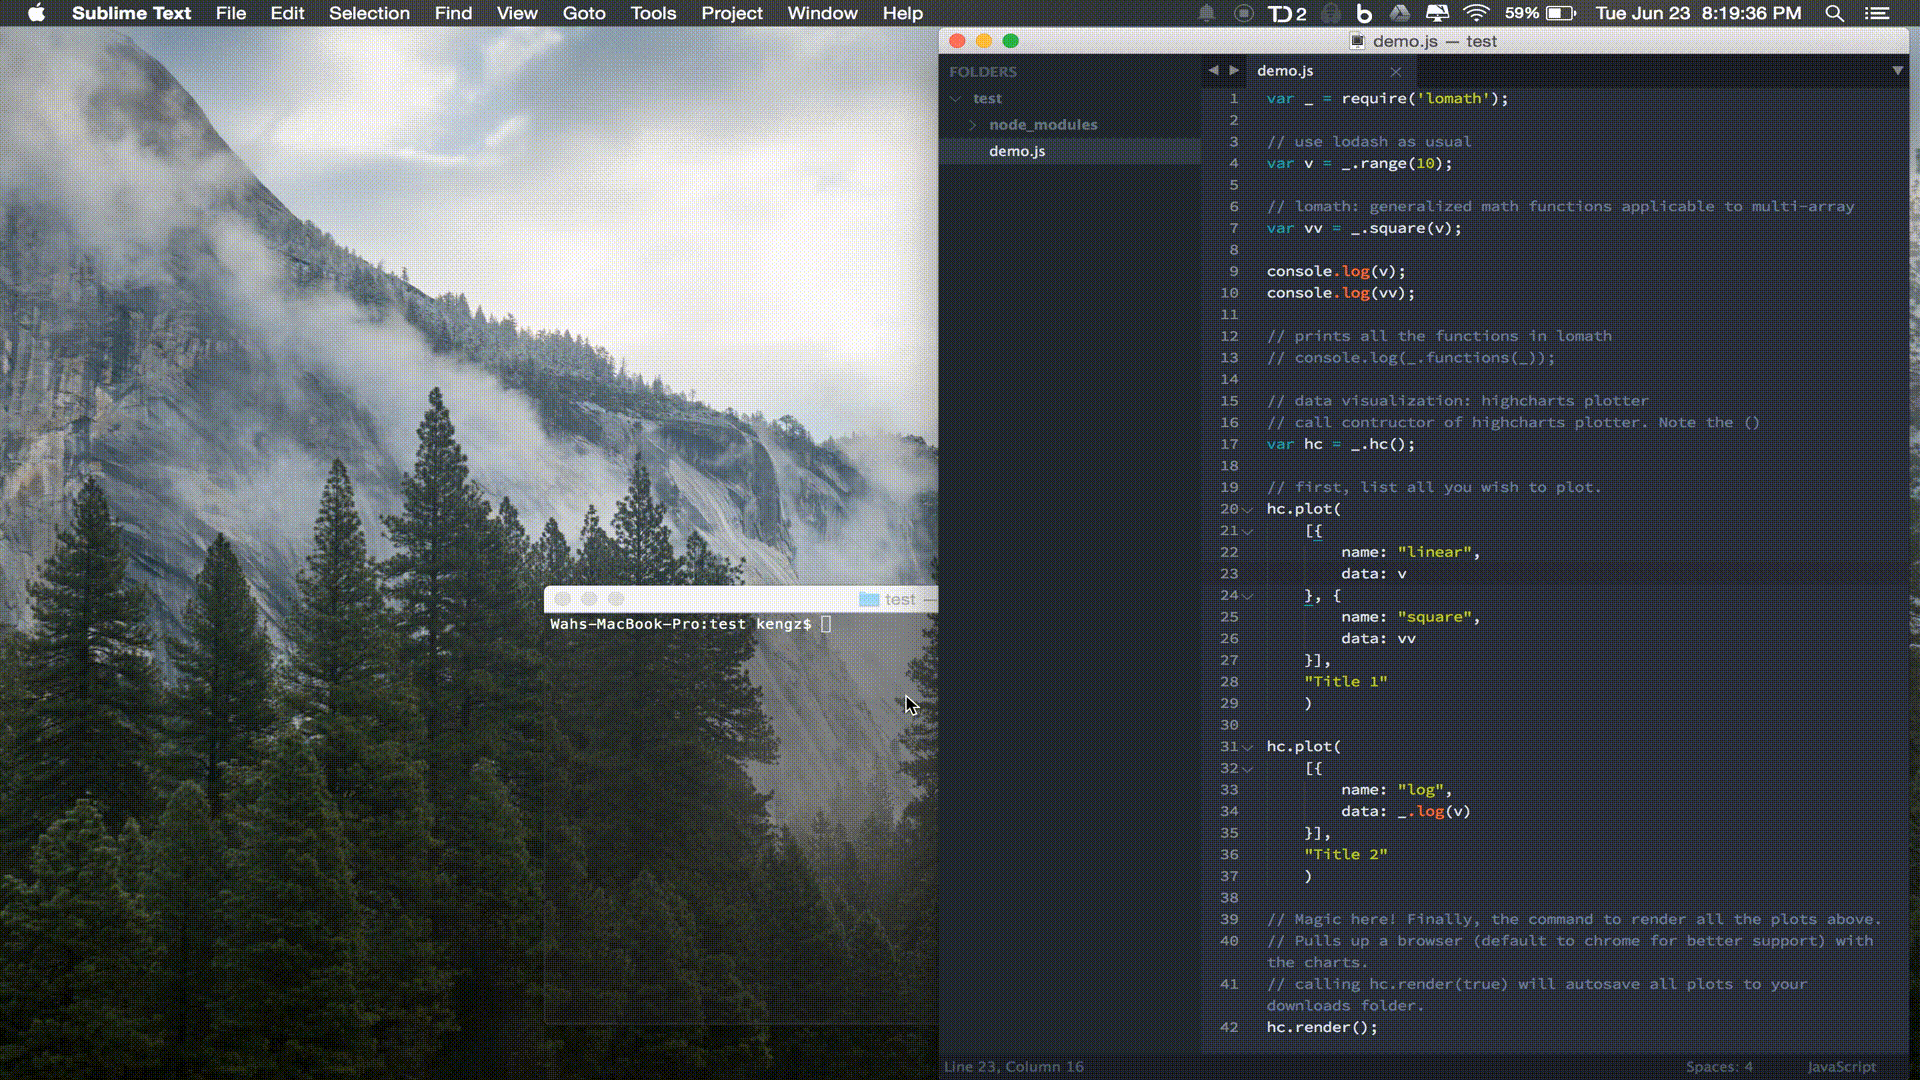 Sublime Text File Edit Selection Find View Goto Tools Project Window Help 2 59% Tue Jun 23 8:19:36 PM
demo.js — test
FOLDERS
test
node_modules
demo.js
demo.js
1 var _ = require('lomath');
2
3 // use lodash as usual
4 var v = _.range(10);
5
6 // lomath: generalized math functions applicable to multi-array
7 var vv = _.square(v);
8
9 console.log(v);
10 console.log(vv);
11
12 // prints all the functions in lomath
13 // console.log(_.functions(_));
14
15 // data visualization: highcharts plotter
16 // call contructor of highcharts plotter. Note the ()
17 var hc = _.hc();
18
19 // first, list all you wish to plot.
20 hc.plot(
21 [{
22 name: "linear",
23 data: v
24 }, {
25 name: "square",
26 data: vv
27 }],
28 "Title 1"
29 )
30
31 hc.plot(
32 [{
33 name: "log",
34 data: _.log(v)
35 }],
36 "Title 2"
37 )
38
39 // Magic here! Finally, the command to render all the plots above.
40 // Pulls up a browser (default to chrome for better support) with
the charts.
41 // calling hc.render(true) will autosave all plots to your
downloads folder.
42 hc.render();
Line 23, Column 16 Spaces: 4 JavaScript
test —
Wahs-MacBook-Pro:test kengz$